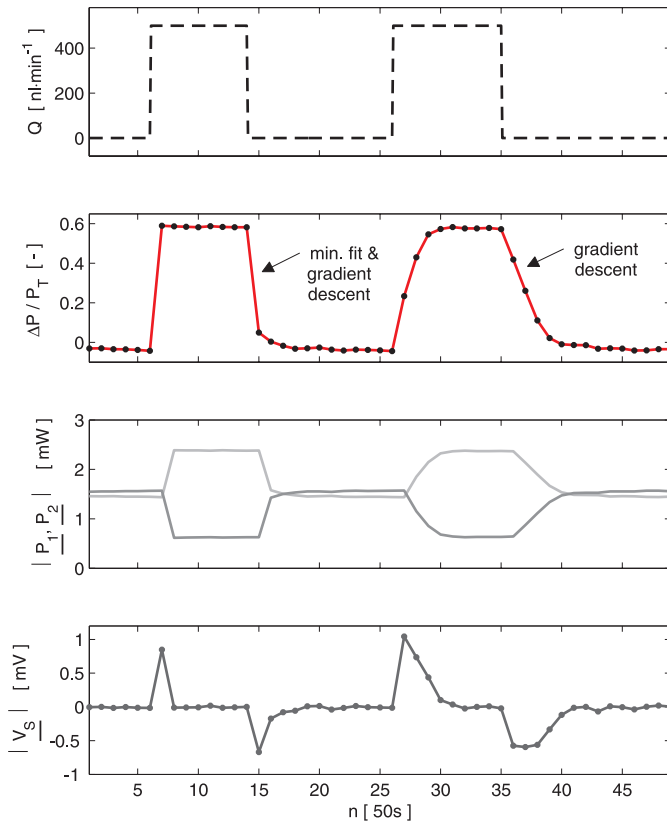 Q [ nl·min⁻¹ ]
400
200
0
ΔP / P_T [ - ]
0.6
0.4
0.2
0
min. fit &
gradient
descent
gradient
descent
| P₁, P₂ | [ mW ]
3
2
1
0
| V_S | [ mV ]
1
0.5
0
-0.5
-1
5 10 15 20 25 30 35 40 45
n [ 50s ]